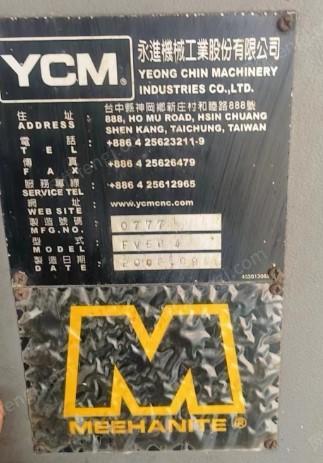 YCM®
永進機械工業股份有限公司
YEONG CHIN MACHINERY
INDUSTRIES CO.,LTD.
住址 台中縣神岡鄉新庄村和睦路888號
ADDRESS 888, HO MU ROAD, HSIN CHUANG
SHEN KANG, TAICHUNG, TAIWAN
電話
TEL +886 4 25623211-9
傳真
FAX +886 4 25626479
服務專線
SERVICE TEL +886 4 25612965
網址
WEB SITE www.ycmcnc.com
製造號碼
MFG.NO. 0777
型式
MODEL
製造日期
DATE
M
MEEHANITE®